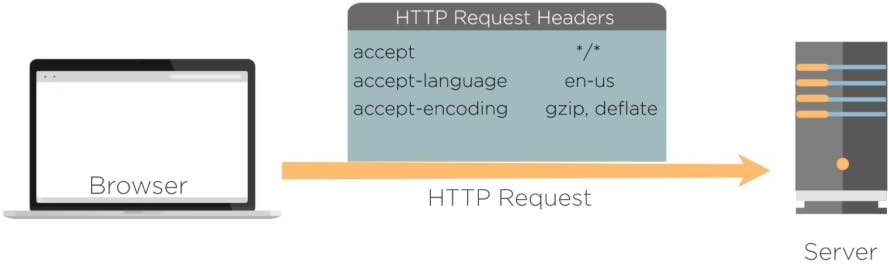 HTTP Request Headers
accept */*
accept-language en-us
accept-encoding gzip, deflate
Browser
HTTP Request
Server